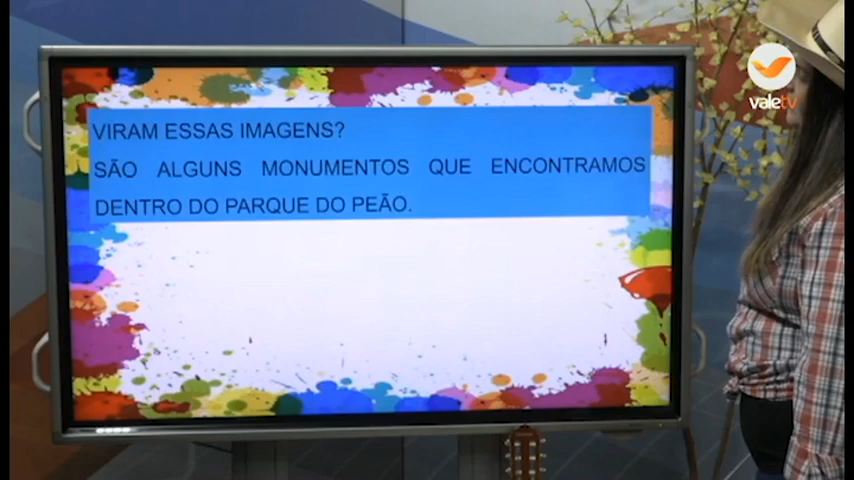 VIRAM ESSAS IMAGENS?
SÃO ALGUNS MONUMENTOS QUE ENCONTRAMOS
DENTRO DO PARQUE DO PEÃO.
valetv